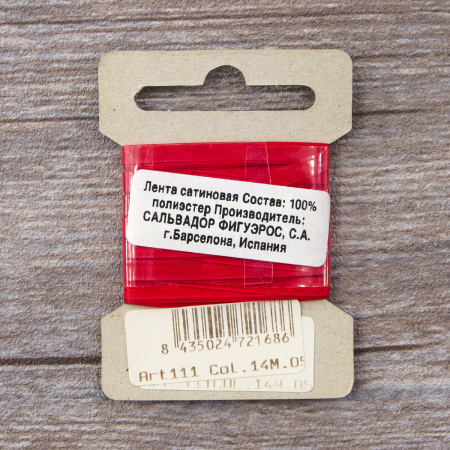 Лента сатиновая Состав: 100%
полиэстер Производитель:
САЛЬВАДОР ФИГУЭРОС, С.А.
г.Барселона, Испания
8 435024 721686
Art111 Col.14M.05